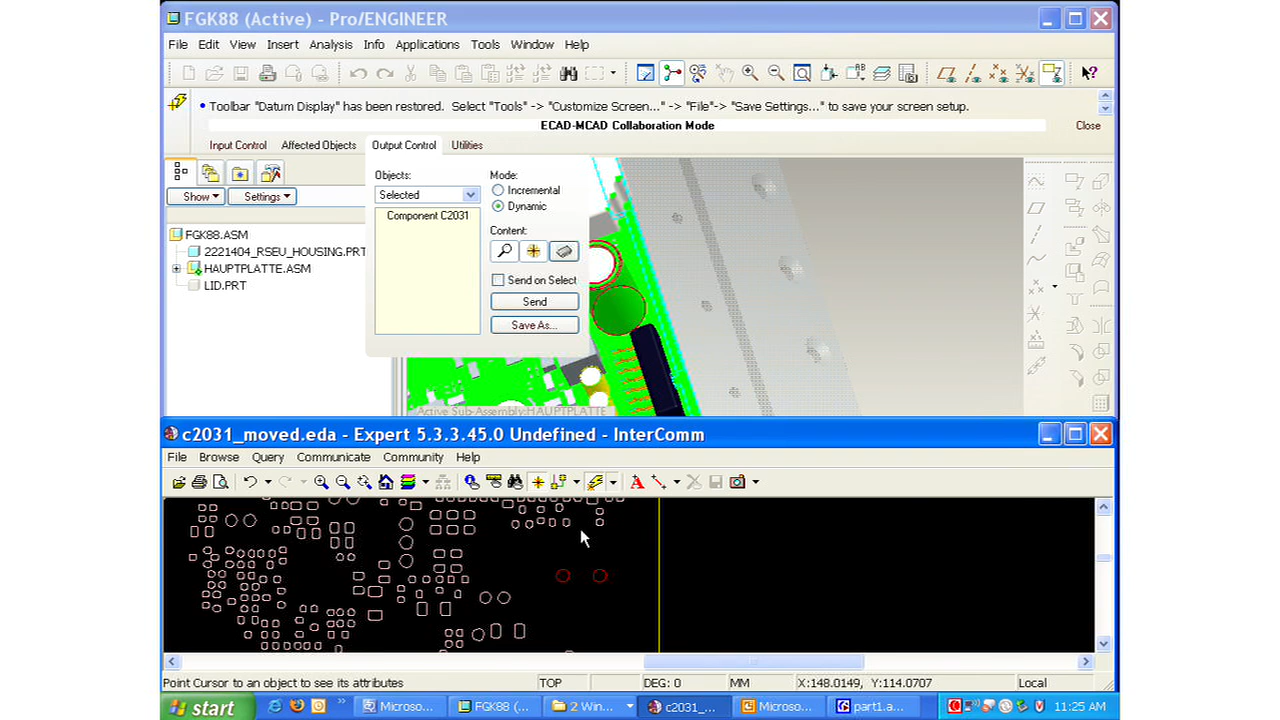 FGK88 (Active) - Pro/ENGINEER
File Edit View Insert Analysis Info Applications Tools Window Help
Toolbar "Datum Display" has been restored. Select "Tools" -> "Customize Screen..." -> "File"-> "Save Settings..." to save your screen setup.
ECAD-MCAD Collaboration Mode
Close
Input Control Affected Objects Output Control Utilities
Objects:
Mode:
Selected
Incremental
Show Settings
Dynamic
Component C2031
Content:
FGK88.ASM
2221404_RSEU_HOUSING.PRT
HAUPTPLATTE.ASM
LID.PRT
Send on Select
Send
Save As...
Active Sub-Assembly:HAUPTPLATTE
c2031_moved.eda - Expert 5.3.3.45.0 Undefined - InterComm
File Browse Query Communicate Community Help
Point Cursor to an object to see its attributes TOP DEG: 0 MM X:148.0149, Y:114.0707 Local
start Microso... FGK88 (... 2 Win... c2031_... Microso... part1.a... 11:25 AM